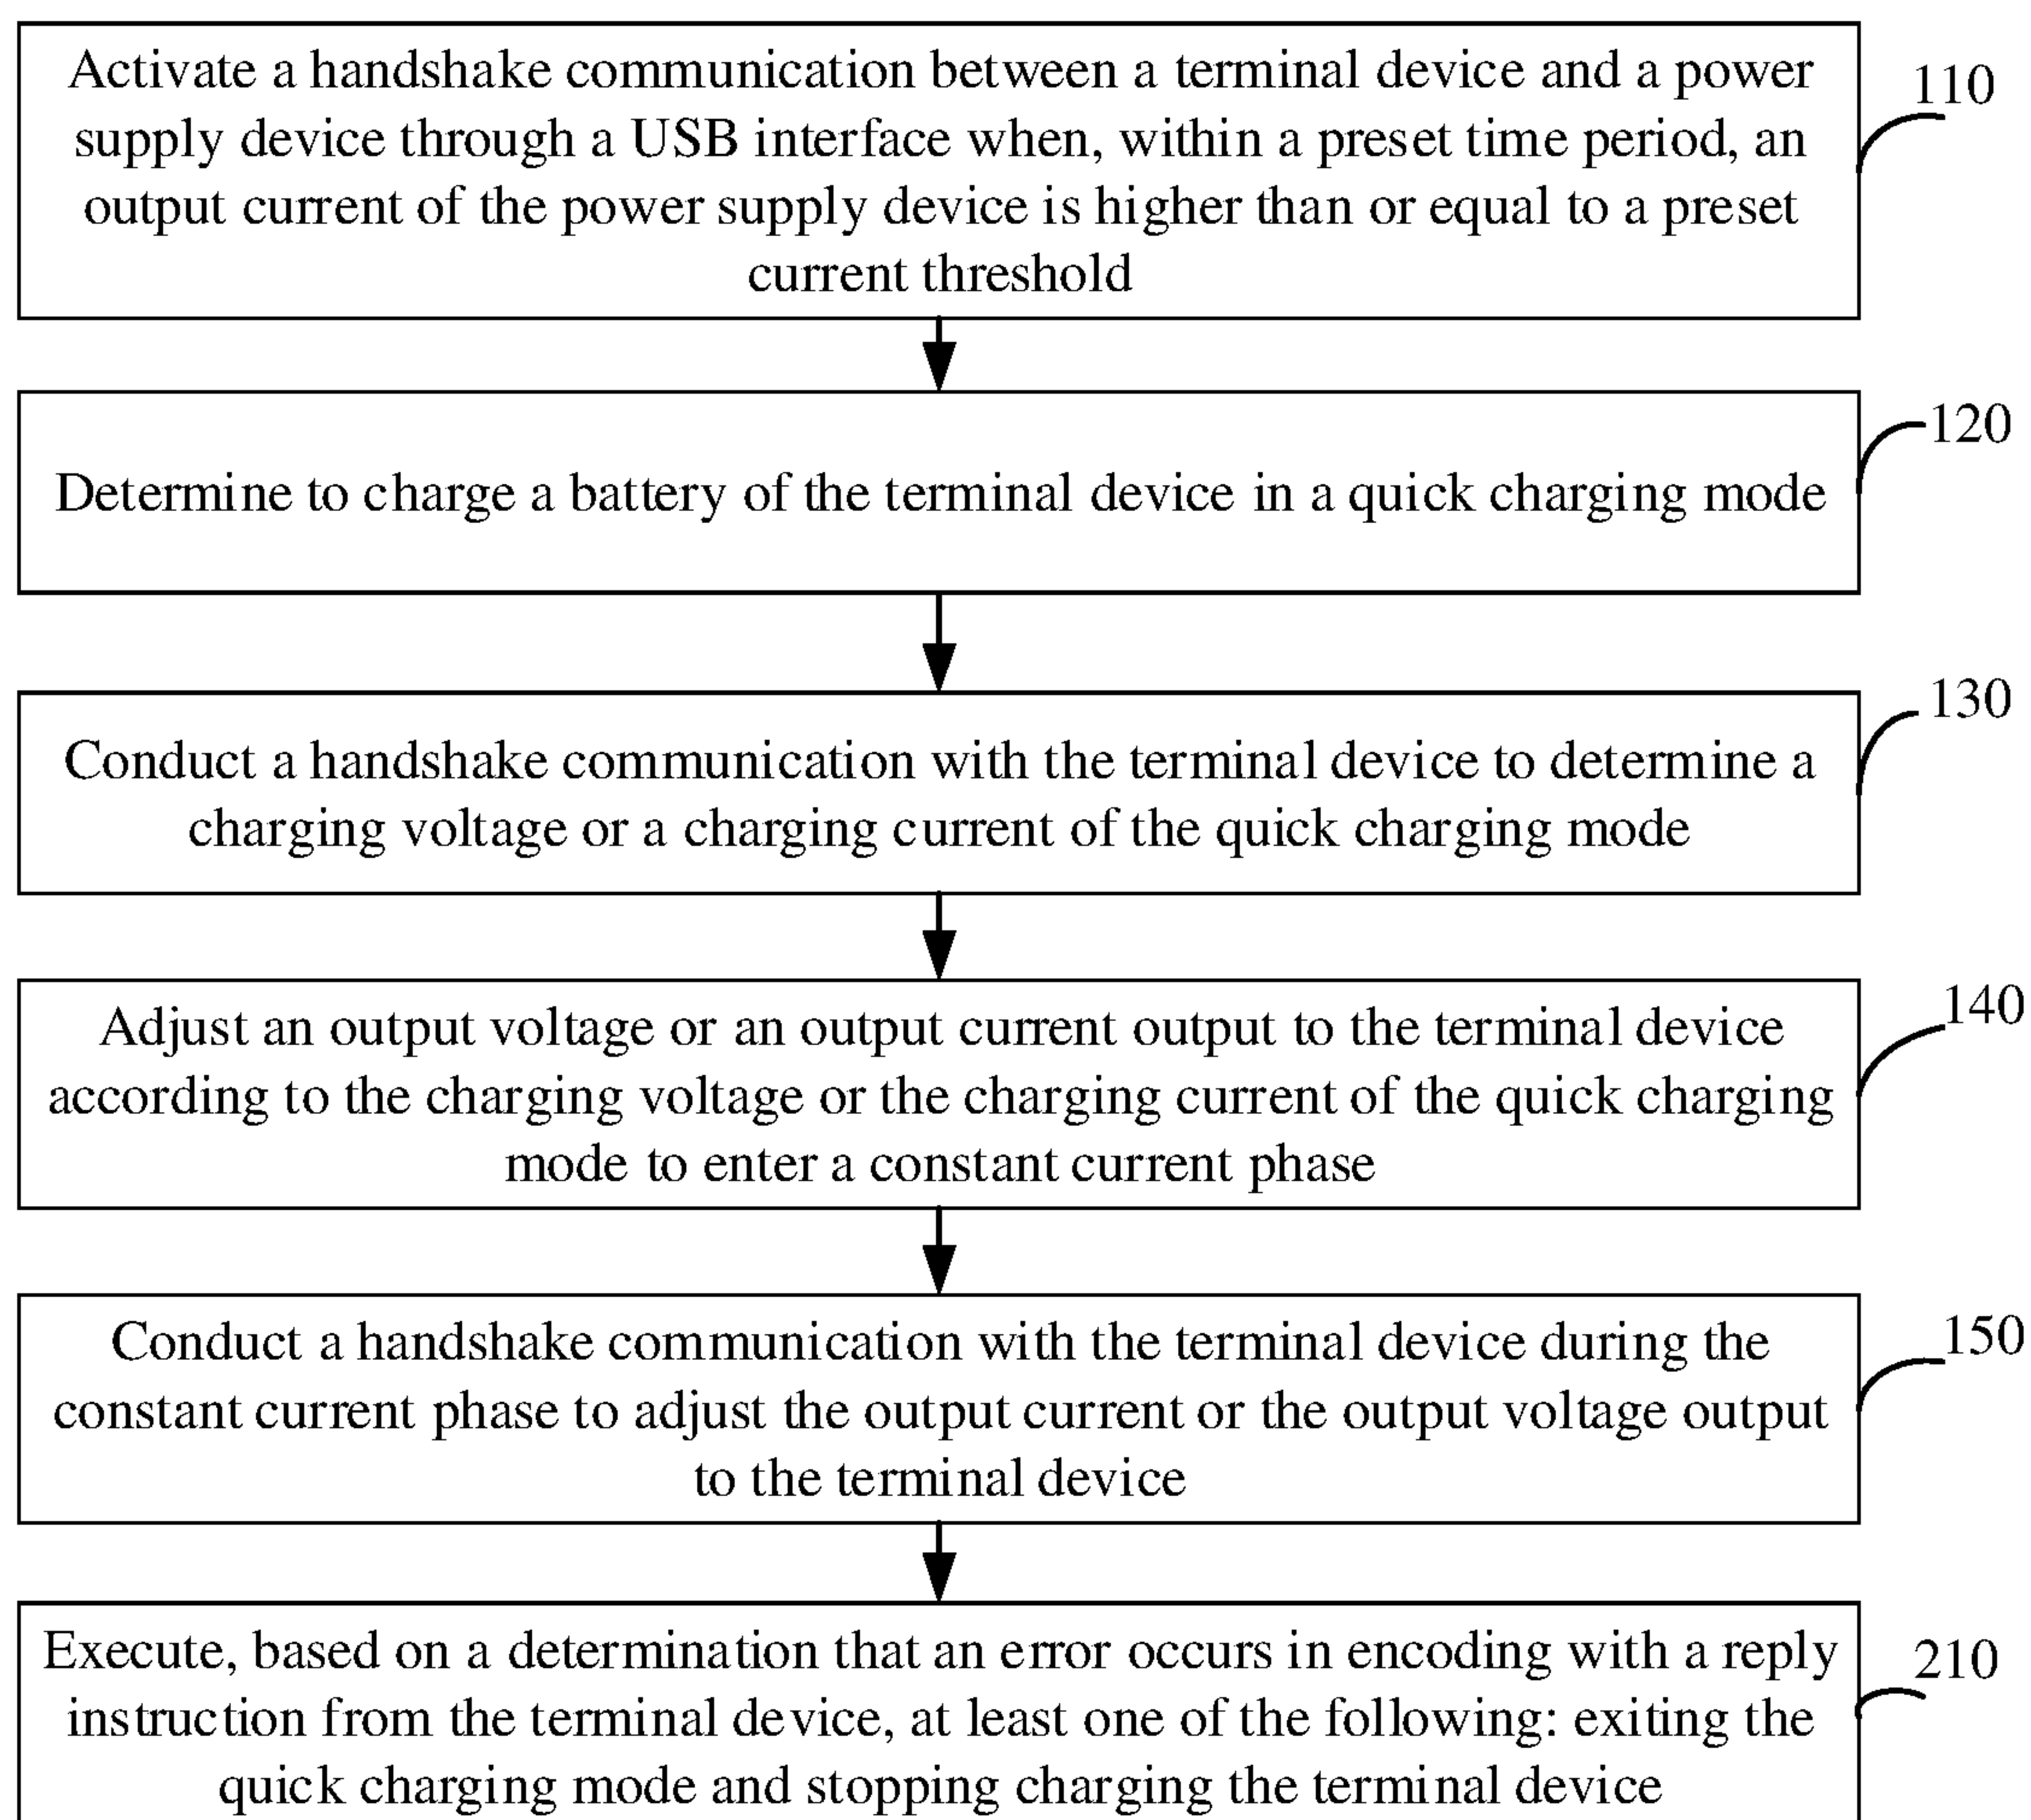 Activate a handshake communication between a terminal device and a power
supply device through a USB interface when, within a preset time period, an
output current of the power supply device is higher than or equal to a preset
current threshold
110
Determine to charge a battery of the terminal device in a quick charging mode
120
Conduct a handshake communication with the terminal device to determine a
charging voltage or a charging current of the quick charging mode
130
Adjust an output voltage or an output current output to the terminal device
according to the charging voltage or the charging current of the quick charging
mode to enter a constant current phase
140
Conduct a handshake communication with the terminal device during the
constant current phase to adjust the output current or the output voltage output
to the terminal device
150
Execute, based on a determination that an error occurs in encoding with a reply
instruction from the terminal device, at least one of the following: exiting the
quick charging mode and stopping charging the terminal device
210